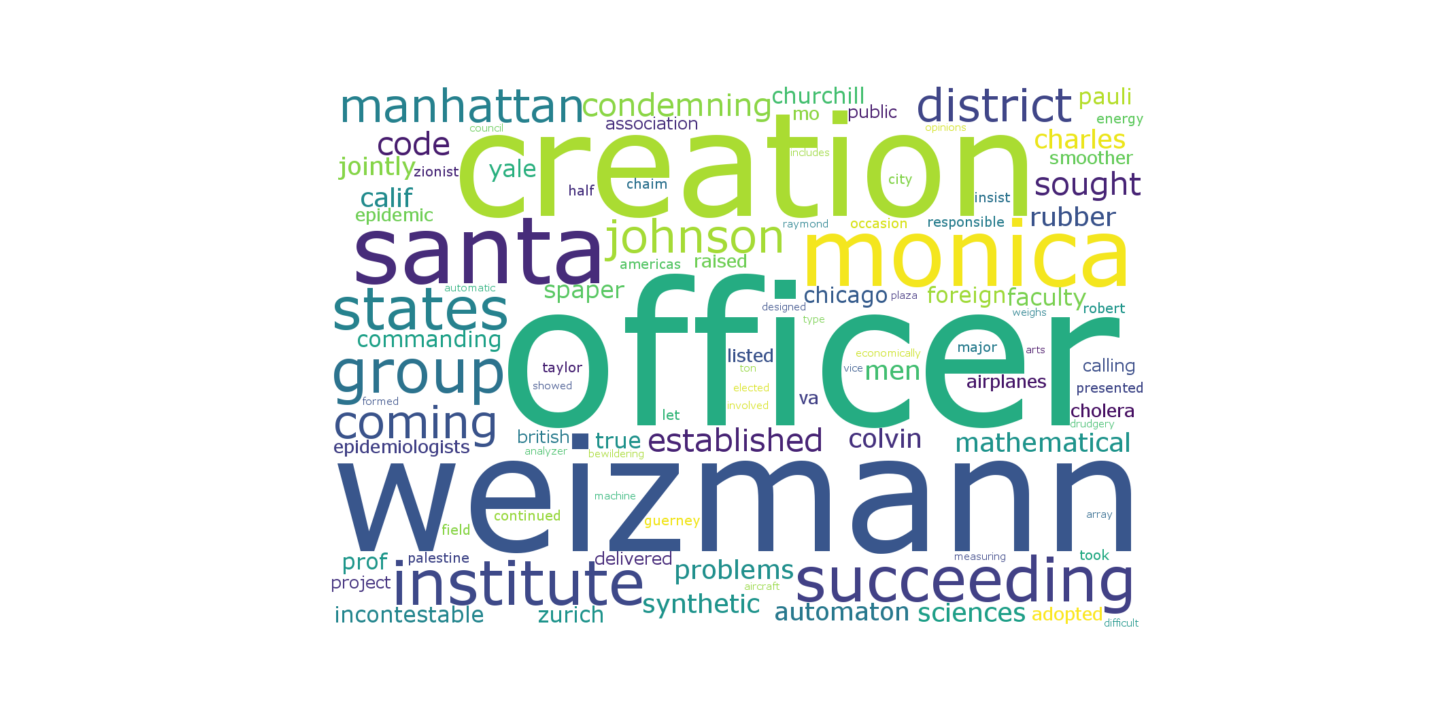 manhattan condemning churchill district pauli
mo public energy
council association opinions
code creation charles
includes smoother
jointly zionist yale
half chaim city sought
calif insist
epidemic rubber
raymond occasion responsible
santa johnson monica
americas raised
automatic spaper chicago plaza foreign faculty
states designed weighs robert
type
commanding officer
listed economically major arts
group taylor ton vice men airplanes calling
showed elected presented
formed va
coming let involved cholera
drudgery
epidemiologists british true established colvin mathematical
analyzer bewildering
weizmann
machine
continued guerney array
field
prof palestine delivered measuring took
project institute problems succeeding
aircraft
incontestable zurich synthetic automaton sciences adopted
difficult